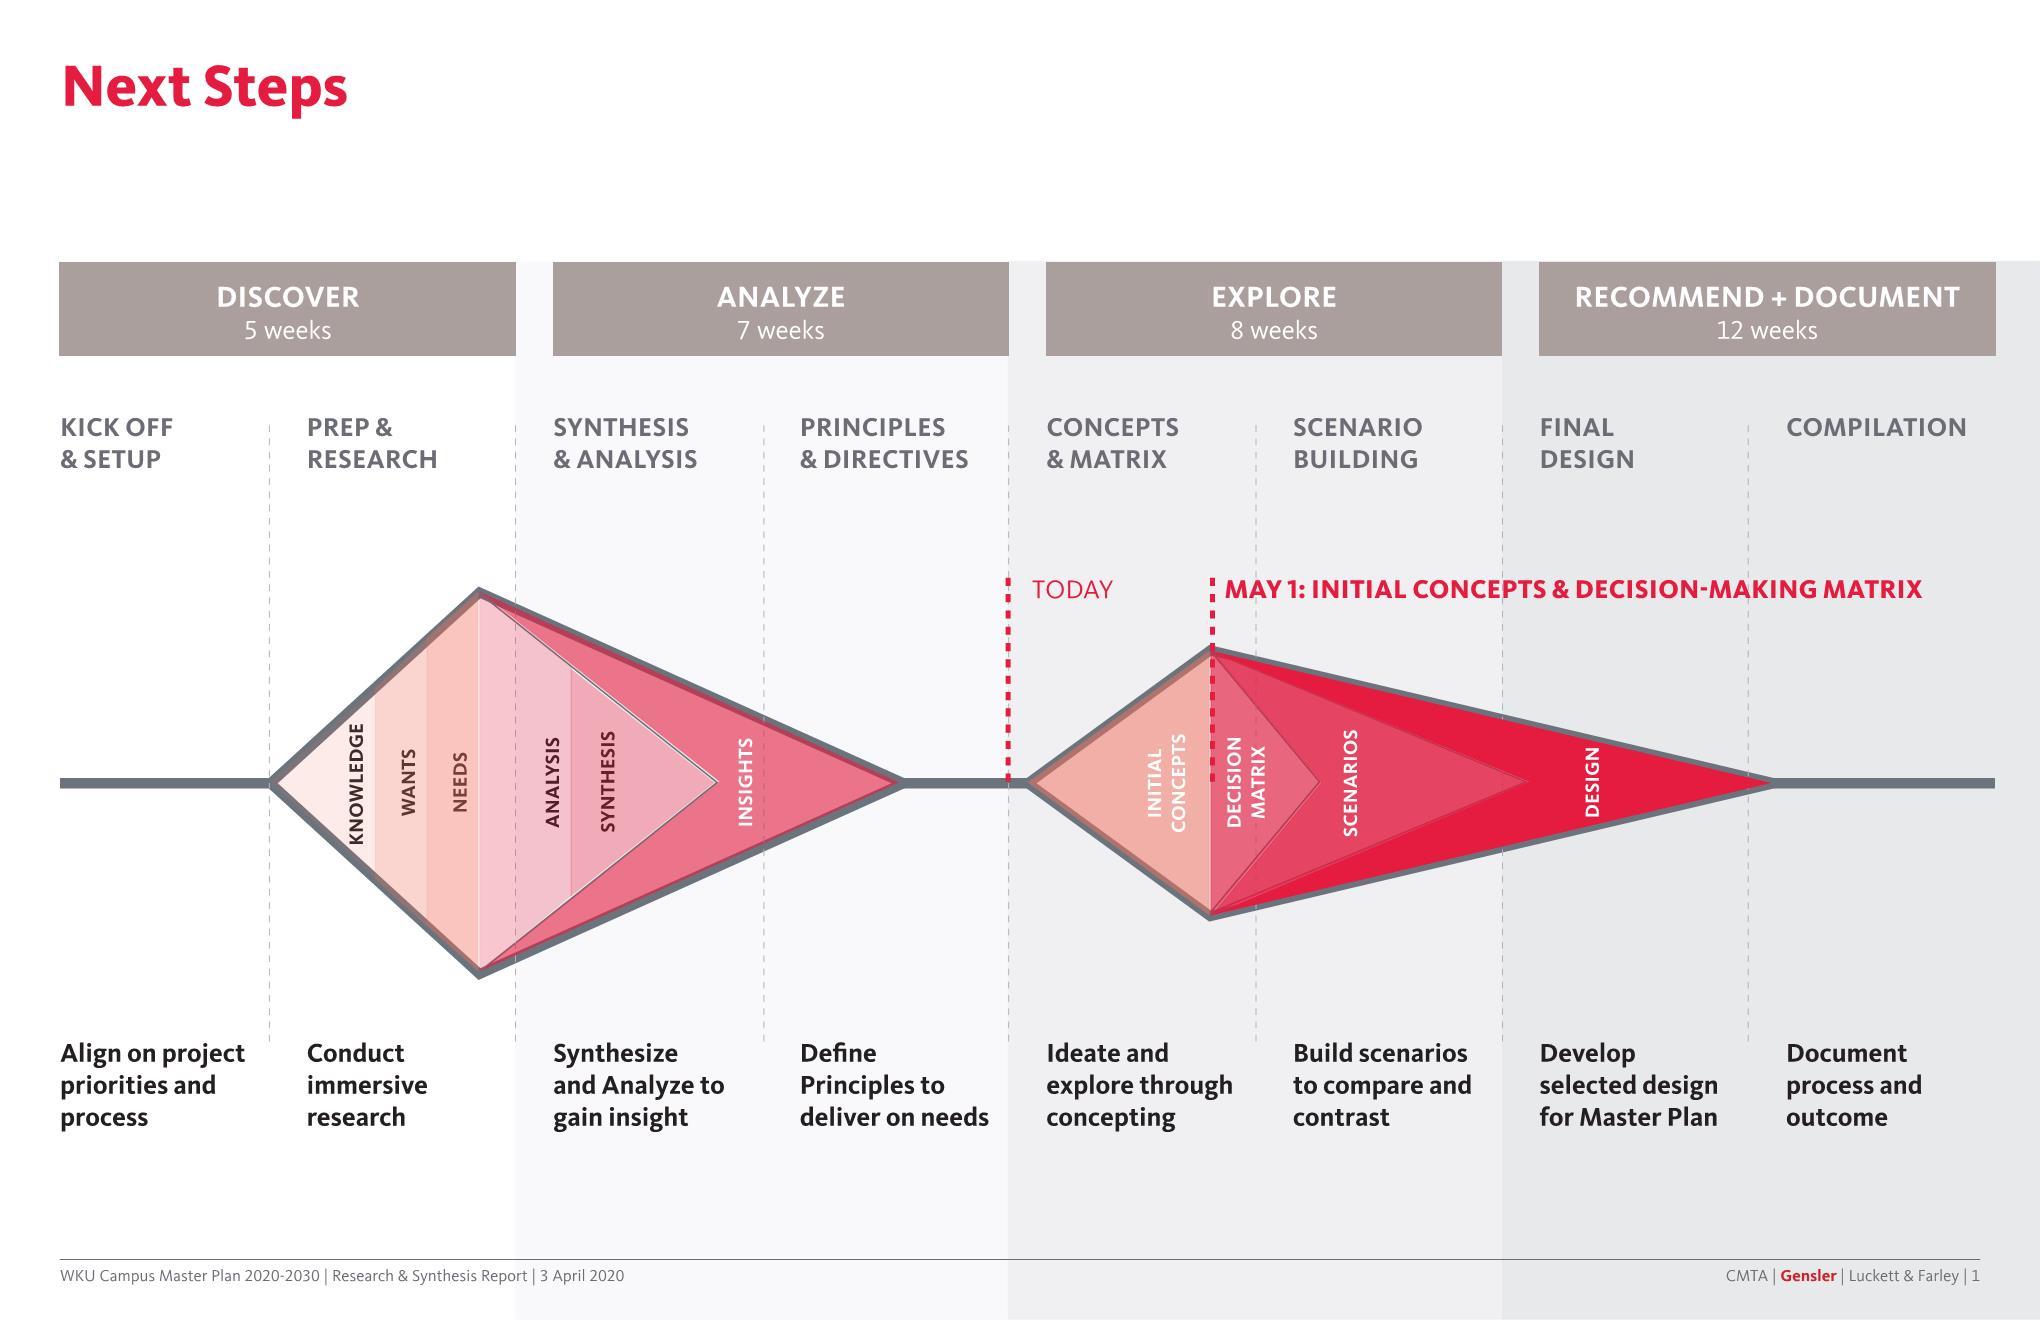 Next Steps
DISCOVER
5 weeks
ANALYZE
7 weeks
EXPLORE
8 weeks
RECOMMEND + DOCUMENT
12 weeks
KICK OFF
& SETUP
PREP &
RESEARCH
SYNTHESIS
& ANALYSIS
PRINCIPLES
& DIRECTIVES
CONCEPTS
& MATRIX
SCENARIO
BUILDING
FINAL
DESIGN
COMPILATION
TODAY
MAY 1: INITIAL CONCEPTS & DECISION-MAKING MATRIX
KNOWLEDGE
WANTS
NEEDS
ANALYSIS
SYNTHESIS
INSIGHTS
INITIAL
CONCEPTS
DECISION
MATRIX
SCENARIOS
DESIGN
Align on project
priorities and
process
Conduct
immersive
research
Synthesize
and Analyze to
gain insight
Define
Principles to
deliver on needs
Ideate and
explore through
concepting
Build scenarios
to compare and
contrast
Develop
selected design
for Master Plan
Document
process and
outcome
WKU Campus Master Plan 2020-2030 | Research & Synthesis Report | 3 April 2020
CMTA | Gensler | Luckett & Farley | 1